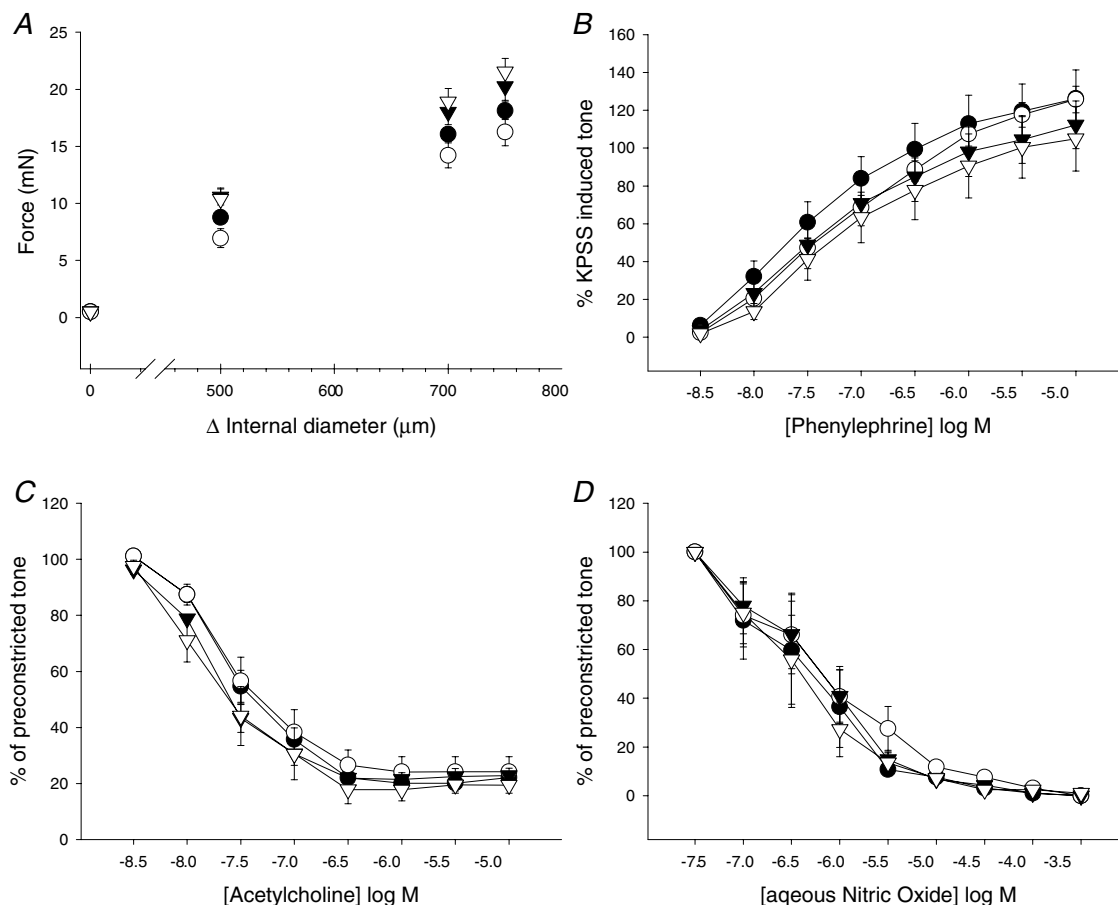 A
25
20
15
10
5
0
Force (mN)
0 500 600 700 800
Δ Internal diameter (μm)
B
160
140
120
100
80
60
40
20
0
% KPSS induced tone
-8.5 -8.0 -7.5 -7.0 -6.5 -6.0 -5.5 -5.0
[Phenylephrine] log M
C
120
100
80
60
40
20
0
% of preconstricted tone
-8.5 -8.0 -7.5 -7.0 -6.5 -6.0 -5.5 -5.0
[Acetylcholine] log M
D
120
100
80
60
40
20
0
% of preconstricted tone
-7.5 -7.0 -6.5 -6.0 -5.5 -5.0 -4.5 -4.0 -3.5
[aqeous Nitric Oxide] log M